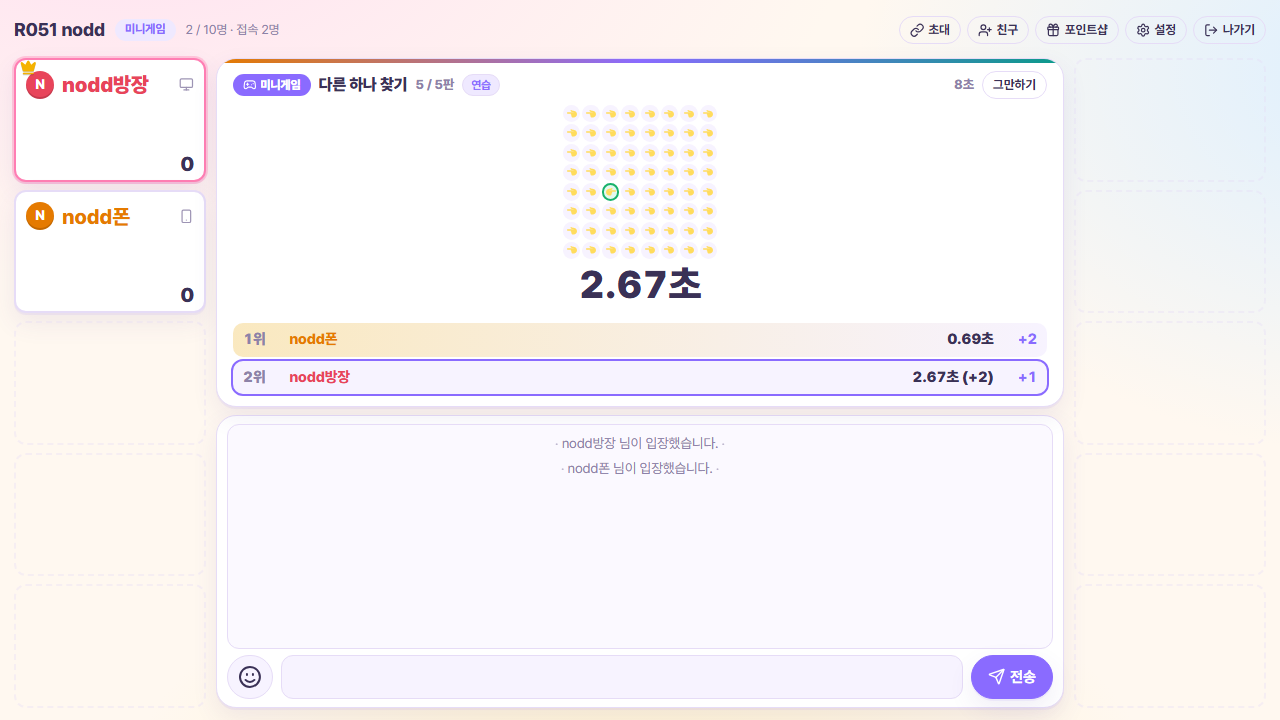 R051 nodd 미니게임 2 / 10명 · 접속 2명 초대 친구 포인트샵 설정 나가기
N nodd방장
0
N nodd폰
0
미니게임 다른 하나 찾기 5 / 5판 연습 8초 그만하기
2.67초
1위 nodd폰 0.69초 +2
2위 nodd방장 2.67초 (+2) +1
· nodd방장 님이 입장했습니다. ·
· nodd폰 님이 입장했습니다. ·
전송